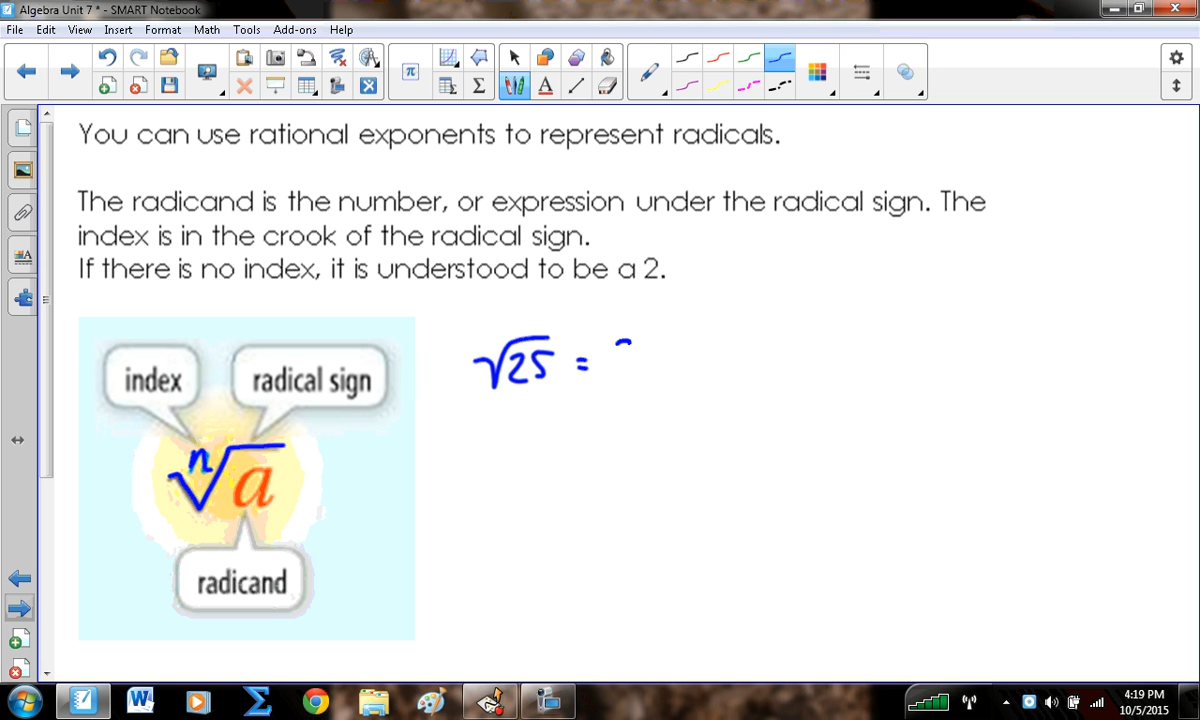 Algebra Unit 7 * - SMART Notebook
File Edit View Insert Format Math Tools Add-ons Help
You can use rational exponents to represent radicals.
The radicand is the number, or expression under the radical sign. The
index is in the crook of the radical sign.
If there is no index, it is understood to be a 2.
√25 =
index
radical sign
ⁿ√a
radicand
4:19 PM
10/5/2015